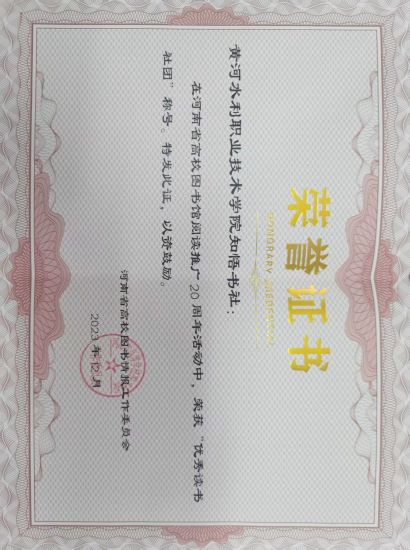 荣誉证书
黄河水利职业技术学院知悟书社：
在河南省高校图书馆阅读推广20周年活动中，荣获“优秀读书
社团”称号。特发此证，以资鼓励。
河南省高校图书情报工作委员会
2023年12月